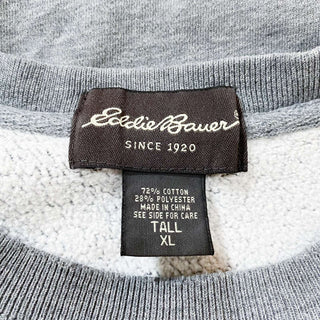 Eddie Bauer®
SINCE 1920
72% COTTON
28% POLYESTER
MADE IN CHINA
SEE SIDE FOR CARE
TALL
XL